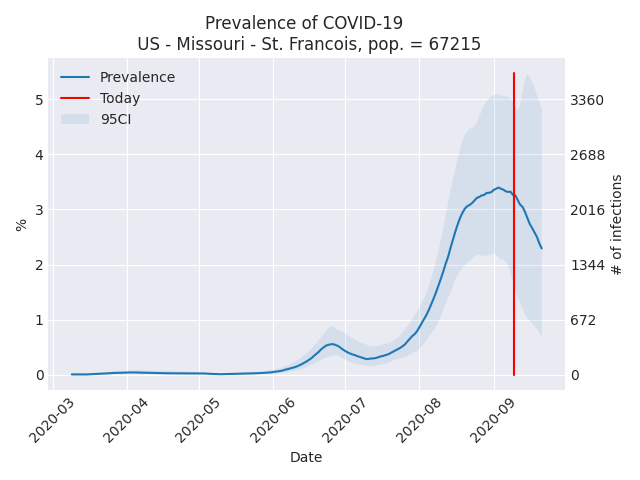 Prevalence of COVID-19
US - Missouri - St. Francois, pop. = 67215
Prevalence
Today
95CI
5
4
3
2
1
0
%
3360
2688
2016
1344
672
0
# of infections
2020-03
2020-04
2020-05
2020-06
2020-07
2020-08
2020-09
Date